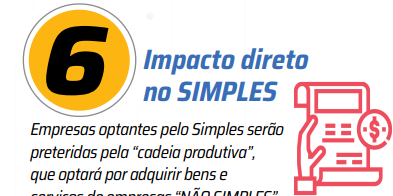 6
Impacto direto
no SIMPLES
Empresas optantes pelo Simples serão
preteridas pela “cadeia produtiva”,
que optará por adquirir bens e
serviços de empresas “NÃO SIMPLES”
$